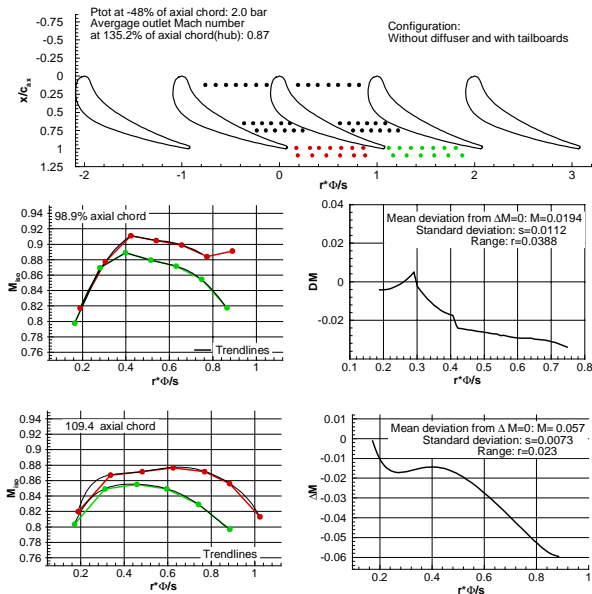 Ptot at -48% of axial chord: 2.0 bar
Avergage outlet Mach number
at 135.2% of axial chord(hub): 0.87
Configuration:
Without diffuser and with tailboards
x/c_ax
-0.75
-0.5
-0.25
0
0.25
0.5
0.75
1
1.25
-2 -1 0 1 2 3
r*Φ/s
98.9% axial chord
M_iso
0.94
0.92
0.9
0.88
0.86
0.84
0.82
0.8
0.78
0.76
Trendlines
0.2 0.4 0.6 0.8 1
r*Φ/s
Mean deviation from ΔM=0: M=0.0194
Standard deviation: s=0.0112
Range: r=0.0388
DM
0.04
0.02
0
-0.02
0.1 0.2 0.3 0.4 0.5 0.6 0.7 0.8 0.9
r*Φ/s
109.4 axial chord
M_iso
0.94
0.92
0.9
0.88
0.86
0.84
0.82
0.8
0.78
0.76
Trendlines
0.2 0.4 0.6 0.8 1
r*Φ/s
Mean deviation from Δ M=0: M= 0.057
Standard deviation: s=0.0073
Range: r=0.023
ΔM
0.01
0
-0.01
-0.02
-0.03
-0.04
-0.05
-0.06
0.2 0.4 0.6 0.8 1
r*Φ/s